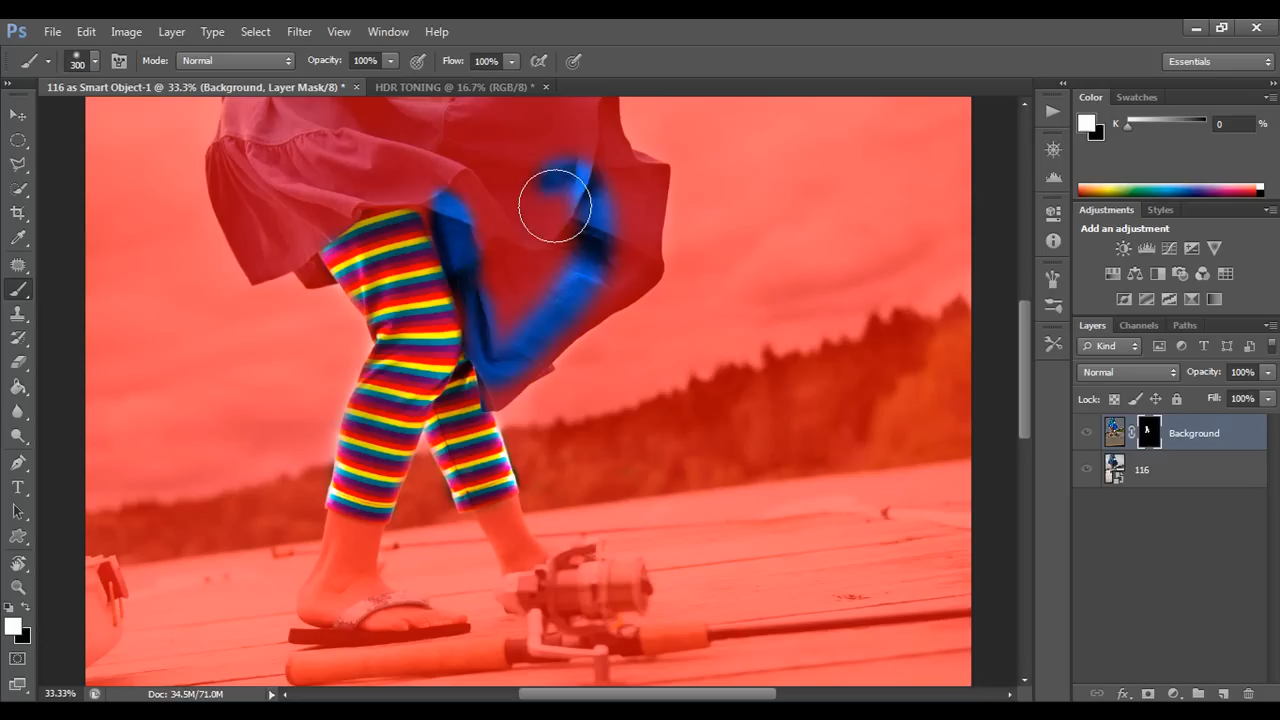 Ps File Edit Image Layer Type Select Filter View Window Help
300 Mode: Normal Opacity: 100% Flow: 100% Essentials
116 as Smart Object-1 @ 33.3% (Background, Layer Mask/8) * × HDR TONING @ 16.7% (RGB/8) * ×
Color Swatches
K 0 %
Adjustments Styles
Add an adjustment
Layers Channels Paths
Kind
Normal Opacity: 100%
Lock: Fill: 100%
Background
116
33.33% Doc: 34.5M/71.0M